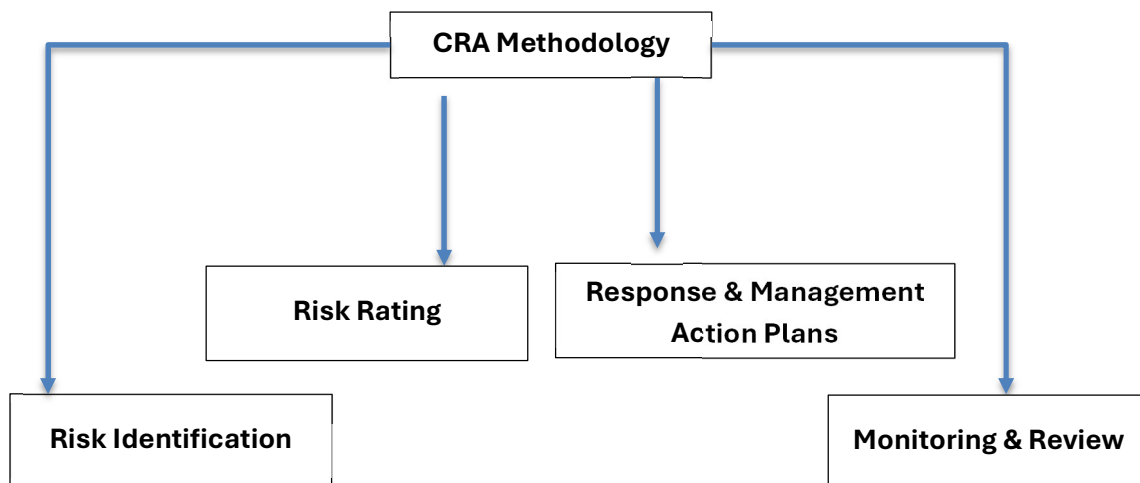 CRA Methodology
Risk Rating
Response & Management
Action Plans
Risk Identification
Monitoring & Review